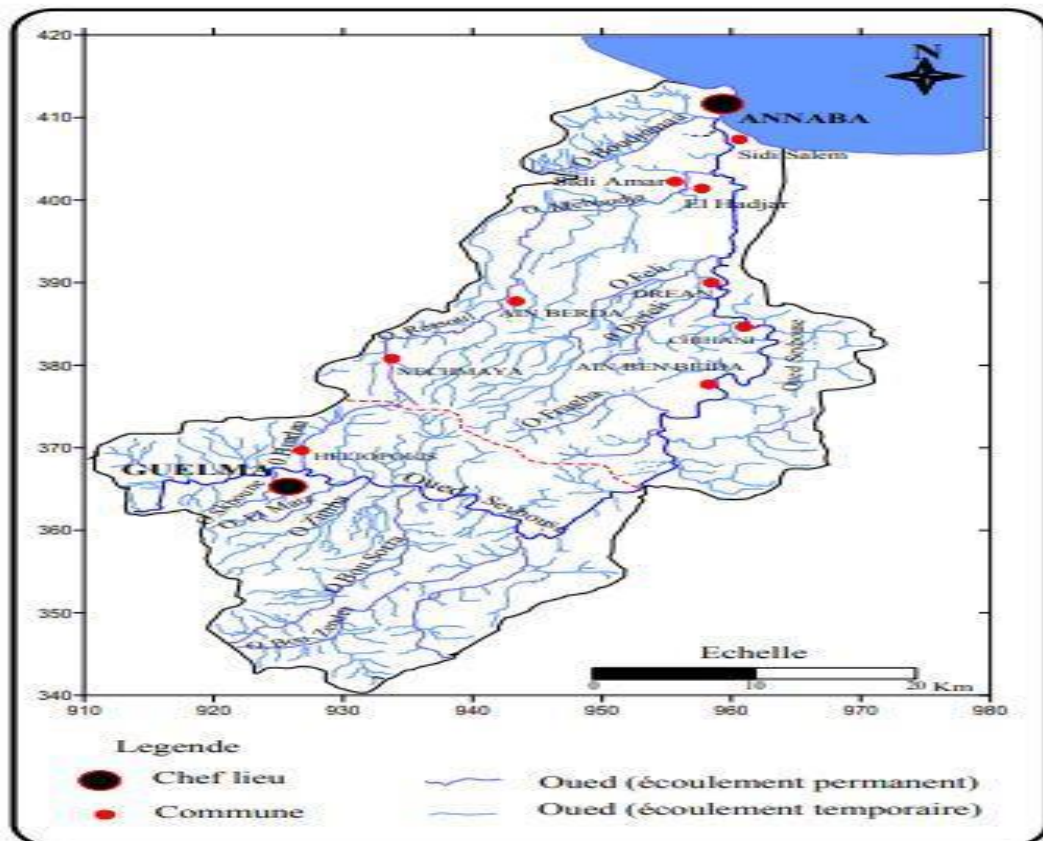 420
410
400
390
380
370
360
350
340
N
ANNABA
Sidi Salem
Sidi Amar
El Hadjar
DREAN
AIN BERDA
O. Ressoul
CHIHANI
Oued Seybouse
NECHMAYA
AIN BEN BEIDA
O Fragha
HELIOPOLIS
GUELMA
Oued Seybouse
O Zimba
O Bou Sorra
Echelle
0 10 20 Km
910 920 930 940 950 960 970 980
Legende
Chef lieu
Oued (écoulement permanent)
Commune
Oued (écoulement temporaire)